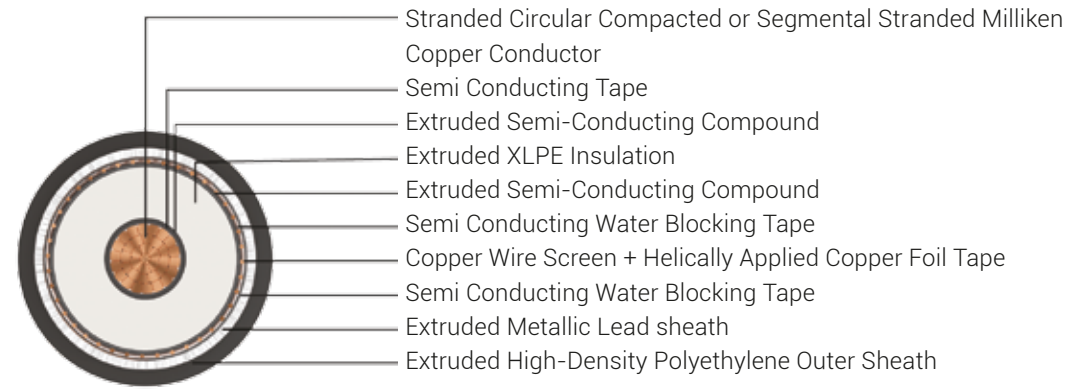 Stranded Circular Compacted or Segmental Stranded Milliken
Copper Conductor
Semi Conducting Tape
Extruded Semi-Conducting Compound
Extruded XLPE Insulation
Extruded Semi-Conducting Compound
Semi Conducting Water Blocking Tape
Copper Wire Screen + Helically Applied Copper Foil Tape
Semi Conducting Water Blocking Tape
Extruded Metallic Lead sheath
Extruded High-Density Polyethylene Outer Sheath